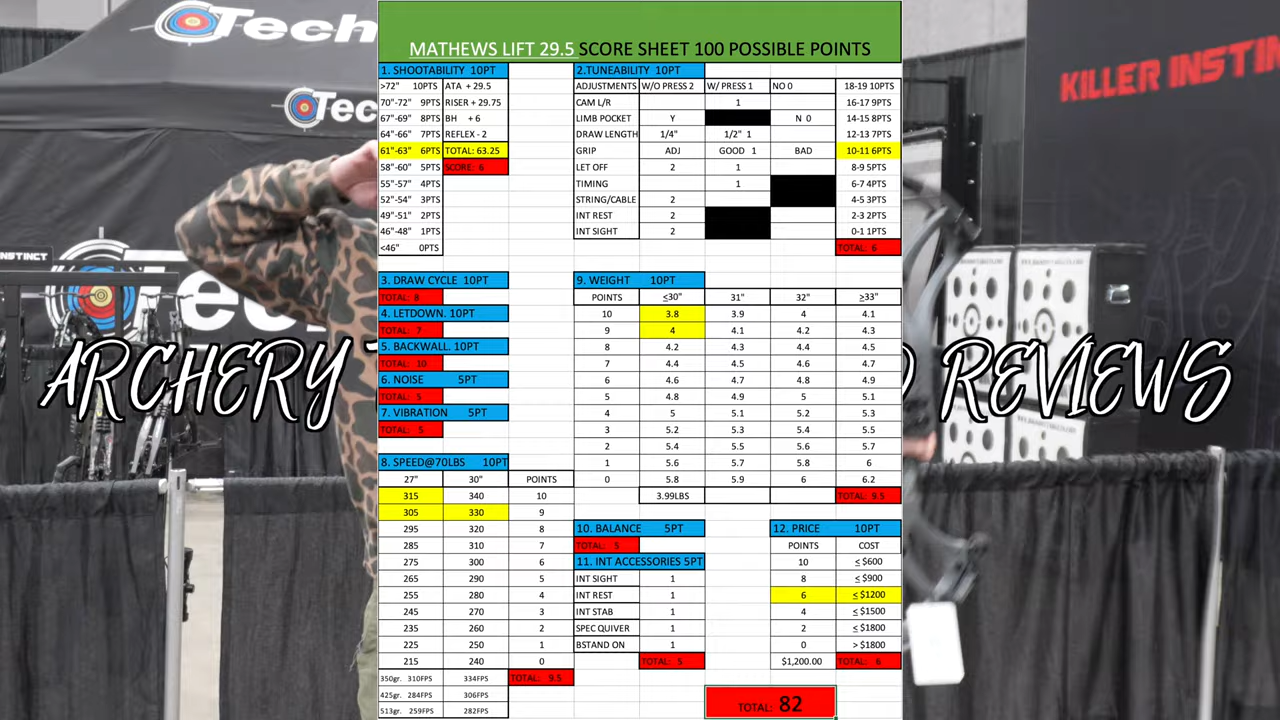 MATHEWS LIFT 29.5 SCORE SHEET 100 POSSIBLE POINTS
1. SHOOTABILITY 10PT
>72" 10PTS ATA + 29.5
70"-72" 9PTS RISER + 29.75
67"-69" 8PTS BH + 6
64"-66" 7PTS REFLEX - 2
61"-63" 6PTS TOTAL: 63.25
58"-60" 5PTS SCORE: 6
55"-57" 4PTS
52"-54" 3PTS
49"-51" 2PTS
46"-48" 1PTS
<46" 0PTS
2.TUNEABILITY 10PT
ADJUSTMENTS W/O PRESS 2 W/ PRESS 1 NO 0 18-19 10PTS
CAM L/R 1 16-17 9PTS
LIMB POCKET Y N 0 14-15 8PTS
DRAW LENGTH 1/4" 1/2" 1 12-13 7PTS
GRIP ADJ GOOD 1 BAD 10-11 6PTS
LET OFF 2 1 8-9 5PTS
TIMING 1 6-7 4PTS
STRING/CABLE 2 4-5 3PTS
INT REST 2 2-3 2PTS
INT SIGHT 2 0-1 1PTS
TOTAL: 6
3. DRAW CYCLE 10PT
TOTAL: 8
4. LETDOWN. 10PT
TOTAL: 7
5. BACKWALL. 10PT
TOTAL: 10
6. NOISE 5PT
TOTAL: 5
7. VIBRATION 5PT
TOTAL: 5
8. SPEED@70LBS 10PT
27" 30" POINTS
315 340 10
305 330 9
295 320 8
285 310 7
275 300 6
265 290 5
255 280 4
245 270 3
235 260 2
225 250 1
215 240 0
350gr. 310FPS 334FPS TOTAL: 9.5
425gr. 284FPS 306FPS
513gr. 259FPS 282FPS
9. WEIGHT 10PT
POINTS ≤30" 31" 32" ≥33"
10 3.8 3.9 4 4.1
9 4 4.1 4.2 4.3
8 4.2 4.3 4.4 4.5
7 4.4 4.5 4.6 4.7
6 4.6 4.7 4.8 4.9
5 4.8 4.9 5 5.1
4 5 5.1 5.2 5.3
3 5.2 5.3 5.4 5.5
2 5.4 5.5 5.6 5.7
1 5.6 5.7 5.8 6
0 5.8 5.9 6 6.2
3.99LBS TOTAL: 9.5
10. BALANCE 5PT
TOTAL: 5
11. INT ACCESSORIES 5PT
INT SIGHT 1
INT REST 1
INT STAB 1
SPEC QUIVER 1
BSTAND ON 1
TOTAL: 5
12. PRICE 10PT
POINTS COST
10 ≤ $600
8 ≤ $900
6 ≤ $1200
4 ≤ $1500
2 ≤ $1800
0 > $1800
$1,200.00 TOTAL: 6
TOTAL: 82
Tech
Tech
INSTINCT
Tech
KILLER INSTIN
ARCHERY
REVIEWS